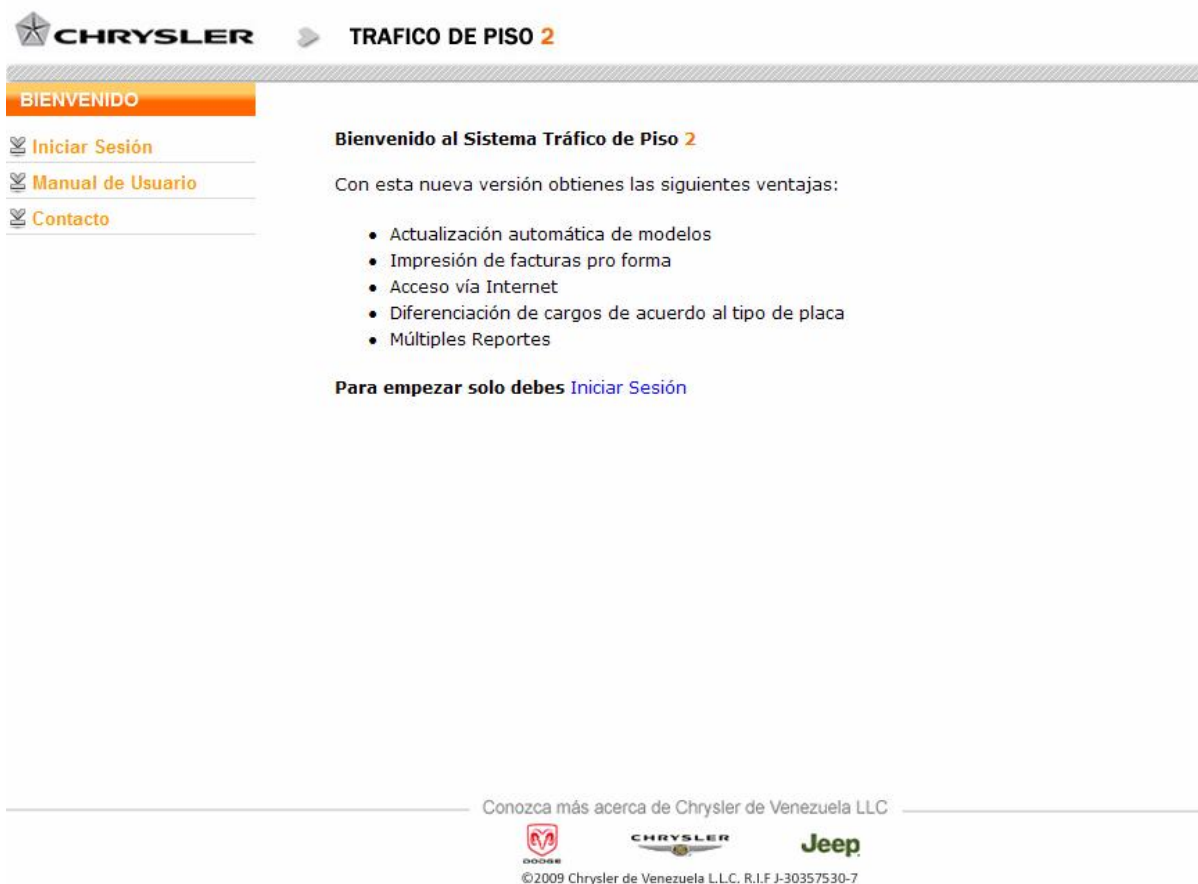 CHRYSLER
TRAFICO DE PISO 2
BIENVENIDO
Iniciar Sesión
Manual de Usuario
Contacto
Bienvenido al Sistema Tráfico de Piso 2
Con esta nueva versión obtienes las siguientes ventajas:
• Actualización automática de modelos
• Impresión de facturas pro forma
• Acceso vía Internet
• Diferenciación de cargos de acuerdo al tipo de placa
• Múltiples Reportes
Para empezar solo debes Iniciar Sesión
Conozca más acerca de Chrysler de Venezuela LLC
DODGE
CHRYSLER
Jeep
©2009 Chrysler de Venezuela L.L.C. R.I.F J-30357530-7